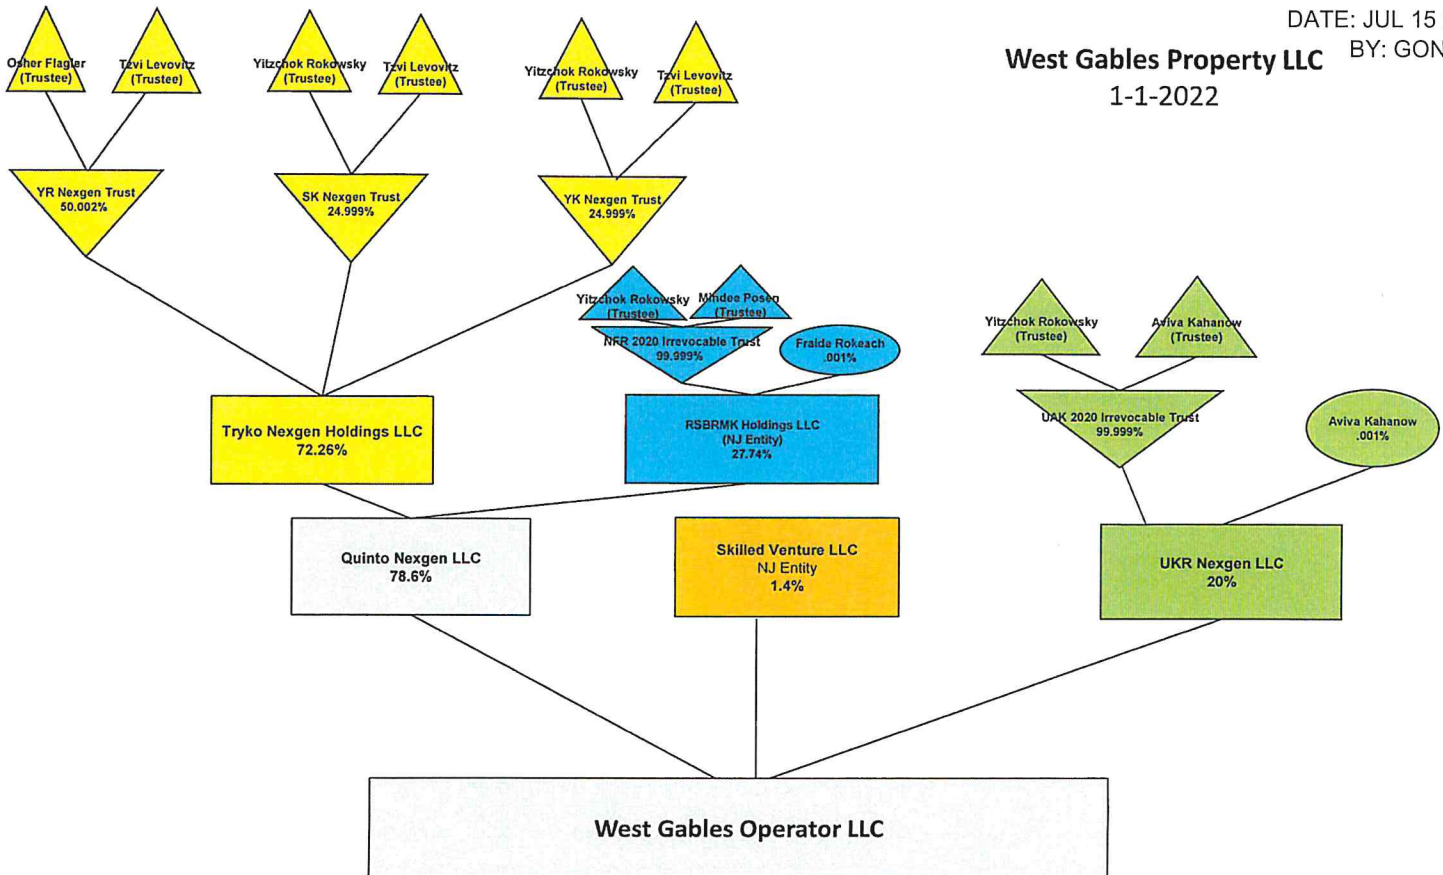 DATE: JUL 15
BY: GON
West Gables Property LLC
1-1-2022
Osher Flagler
(Trustee)
Tzvi Levovitz
(Trustee)
Yitzchok Rokowsky
(Trustee)
Tzvi Levovitz
(Trustee)
Yitzchok Rokowsky
(Trustee)
Tzvi Levovitz
(Trustee)
YR Nexgen Trust
50.002%
SK Nexgen Trust
24.999%
YK Nexgen Trust
24.999%
Yitzchok Rokowsky
(Trustee)
Mindee Posen
(Trustee)
NFR 2020 Irrevocable Trust
99.999%
Fraida Rokeach
.001%
Yitzchok Rokowsky
(Trustee)
Aviva Kahanow
(Trustee)
UAK 2020 Irrevocable Trust
99.999%
Aviva Kahanow
.001%
Tryko Nexgen Holdings LLC
72.26%
RSBRMK Holdings LLC
(NJ Entity)
27.74%
Quinto Nexgen LLC
78.6%
Skilled Venture LLC
NJ Entity
1.4%
UKR Nexgen LLC
20%
West Gables Operator LLC